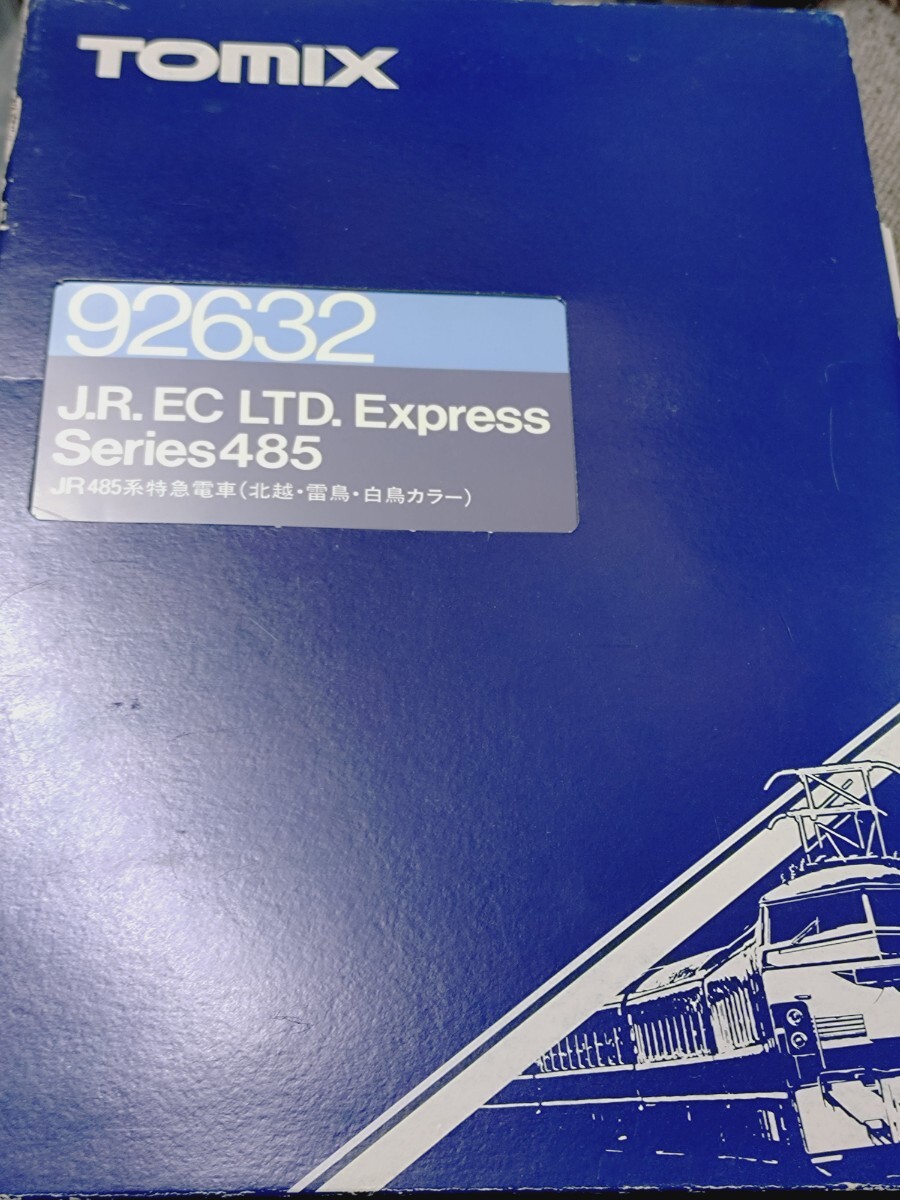 TOMIX
92632
J.R. EC LTD. Express
Series485
JR485系特急電車(北越・雷鳥・白鳥カラー)